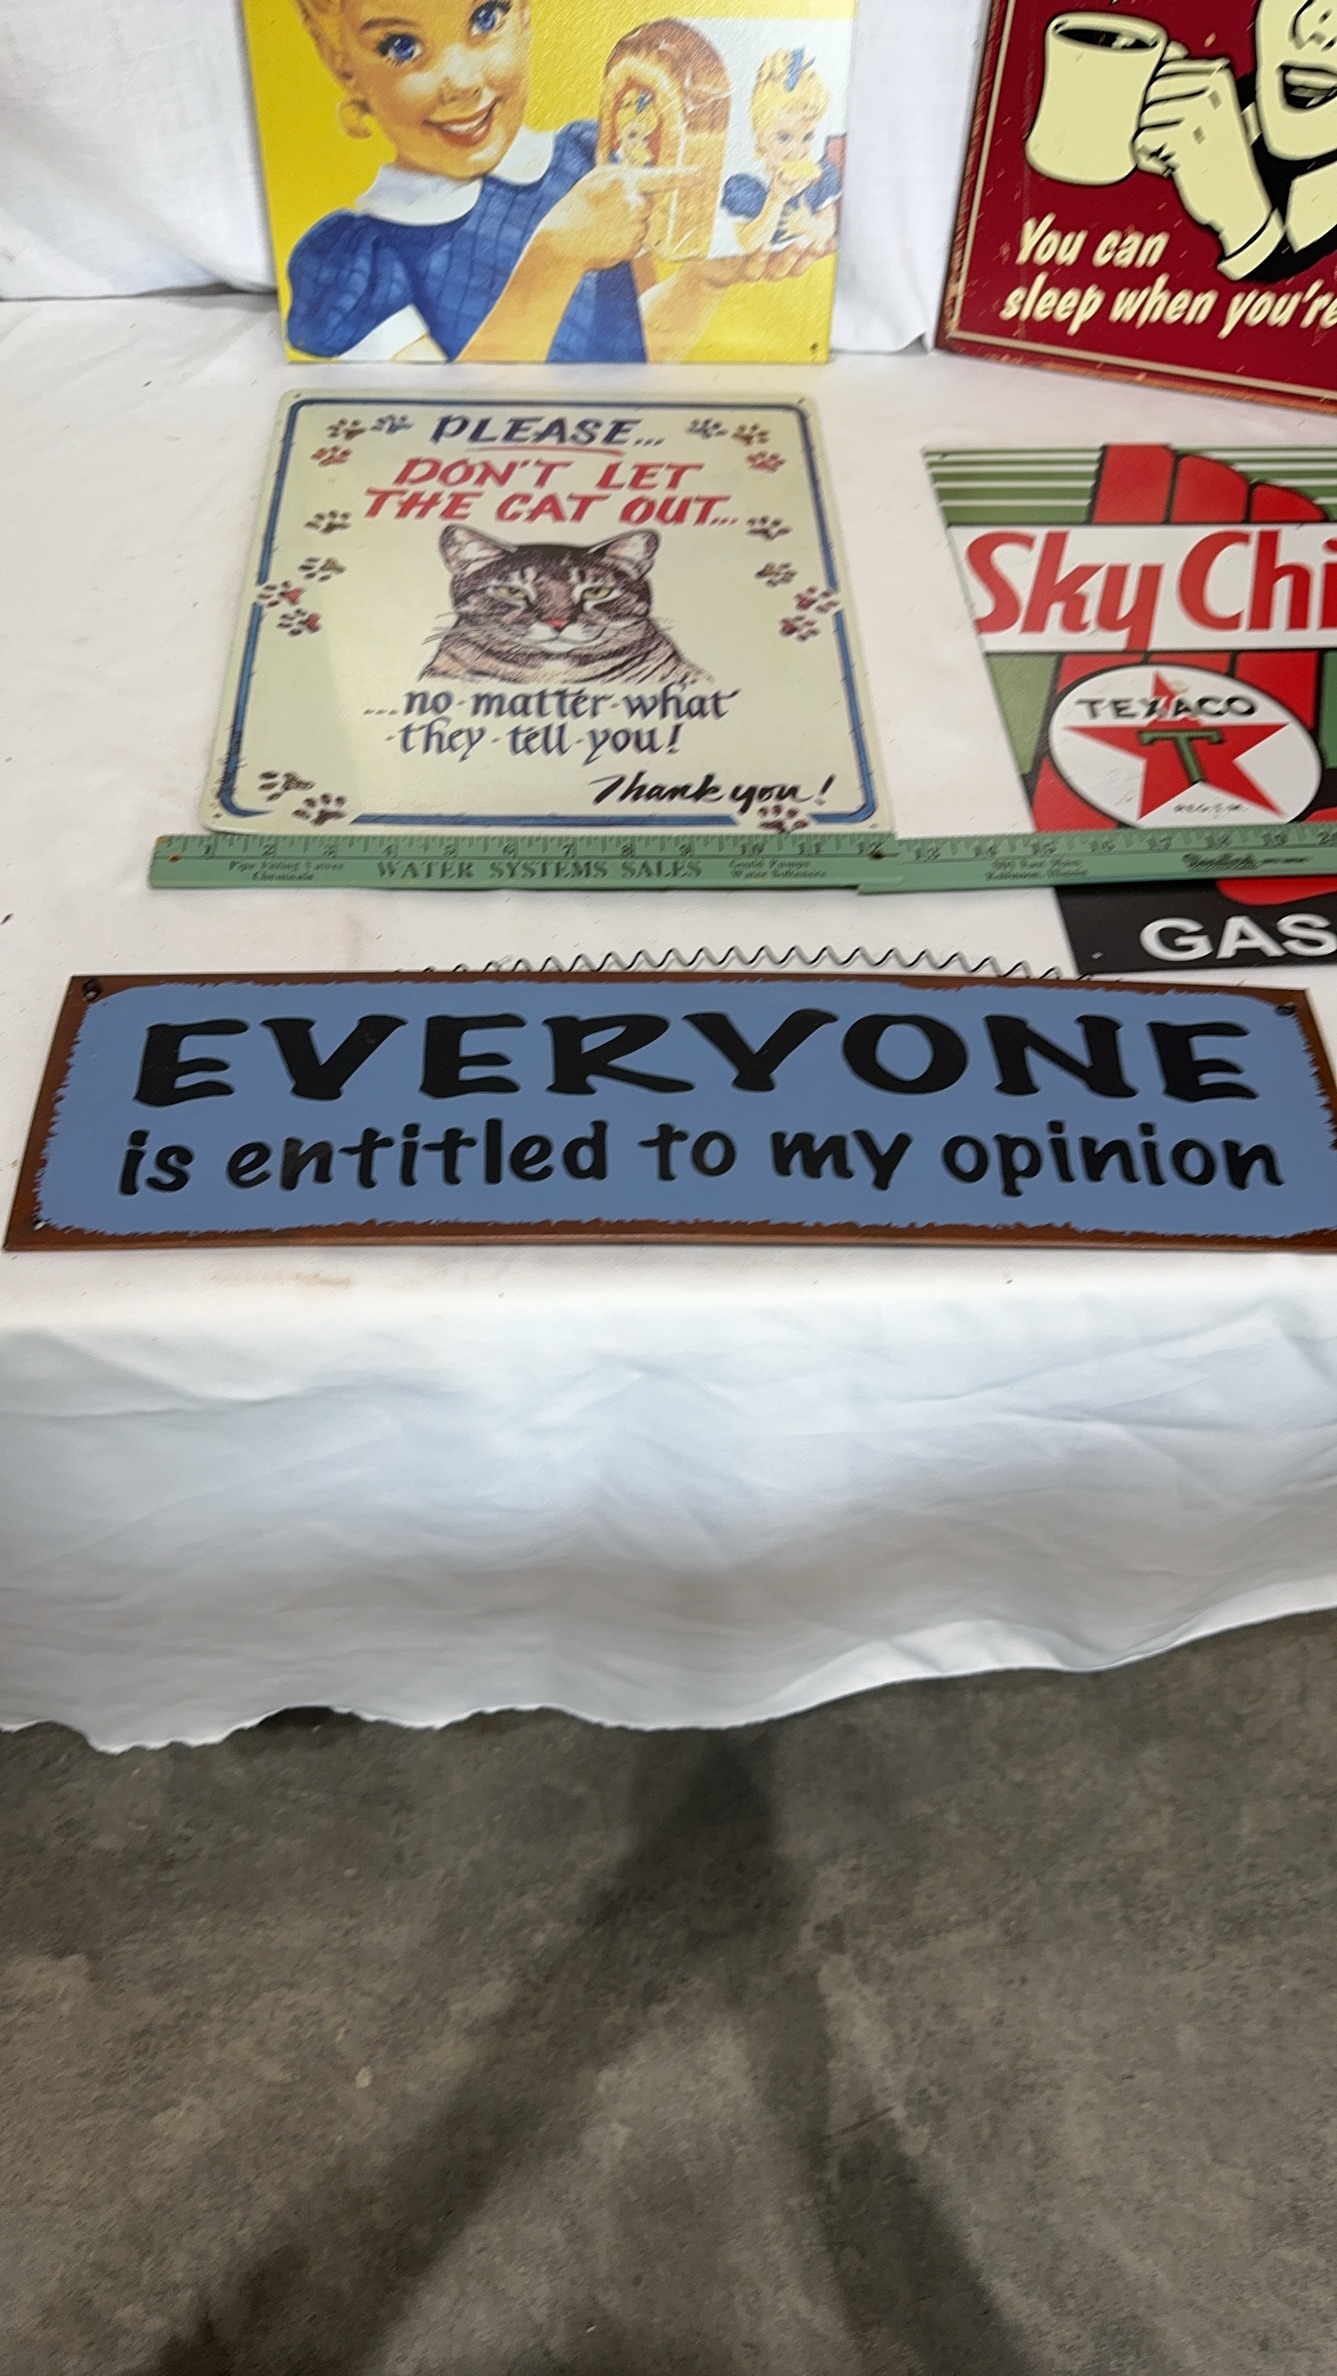 You can
sleep when you're
PLEASE...
DON'T LET
THE CAT OUT...
...no-matter-what
-they-tell-you!
Thank you!
Sky Chi
TEXACO
T
REG. T.M.
WATER SYSTEMS SALES
GAS
EVERYONE
is entitled to my opinion